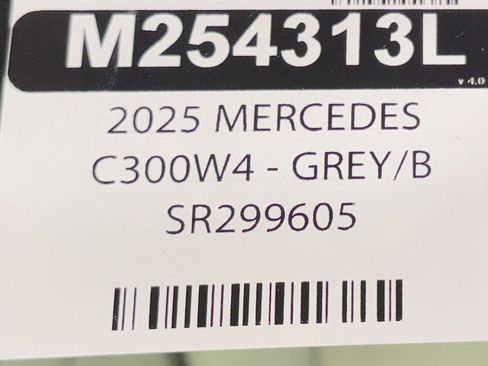 M254313L
v 4.0
2025 MERCEDES
C300W4 - GREY/B
SR299605